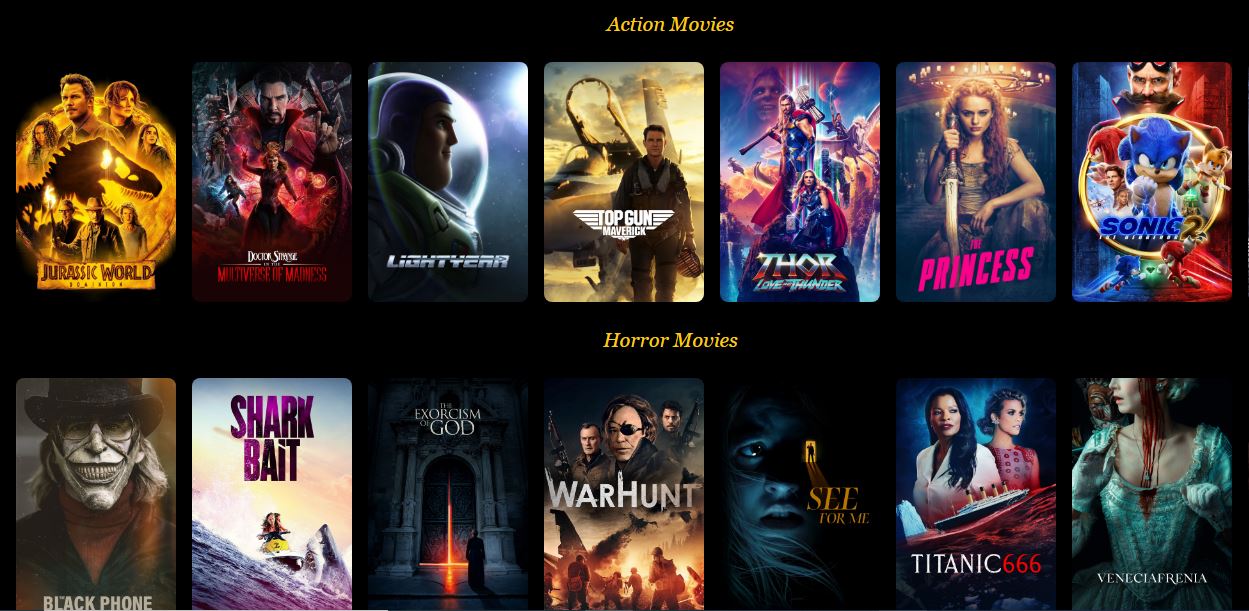 Action Movies
JURASSIC WORLD
DOMINION
DOCTOR STRANGE
IN THE
MULTIVERSE OF MADNESS
LIGHTYEAR
TOP GUN
MAVERICK
THOR
LOVE AND THUNDER
THE
PRINCESS
SONIC 2
THE HEDGEHOG
Horror Movies
THE
BLACK PHONE
SHARK
BAIT
THE
EXORCISM
OF GOD
WARHUNT
SEE
FOR ME
TITANIC 666
VENECIAFRENIA